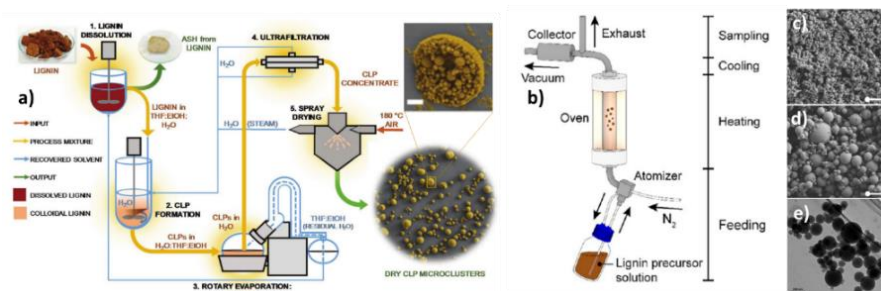 a)
1. LIGNIN
DISSOLUTION
ASH from
LIGNIN
LIGNIN
LIGNIN in
THF:EtOH:
H₂O
INPUT
PROCESS MIXTURE
RECOVERED SOLVENT
OUTPUT
DISSOLVED LIGNIN
COLLOIDAL LIGNIN
H₂O
2. CLP
FORMATION
CLPs in
H₂O:THF:EtOH
4. ULTRAFILTRATION
H₂O
CLP
CONCENTRATE
5. SPRAY
DRYING
H₂O (STEAM)
180 °C
AIR
CLPs in
H₂O
THF:EtOH
(RESIDUAL H₂O)
3. ROTARY EVAPORATION:
DRY CLP MICROCLUSTERS
b)
Collector
Exhaust
Vacuum
Oven
Atomizer
N₂
Lignin precursor
solution
Sampling
Cooling
Heating
Feeding
c)
d)
e)